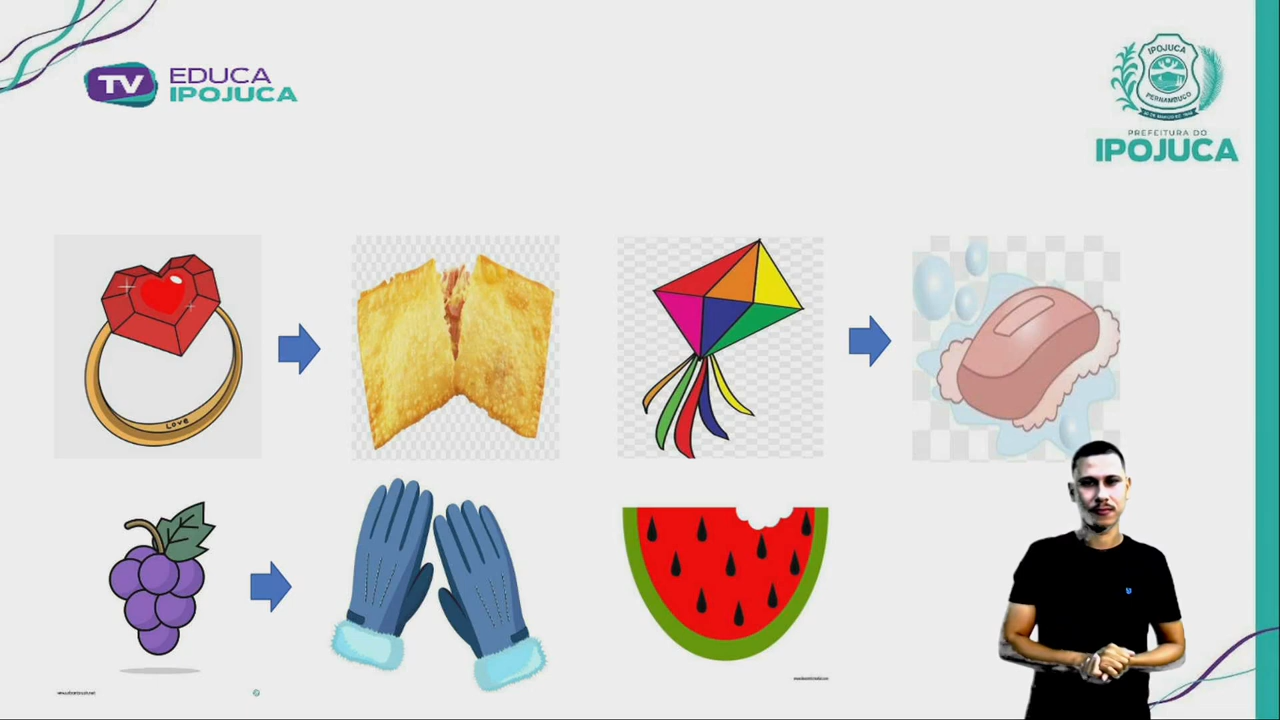 TV EDUCA
IPOJUCA
IPOJUCA
PERNAMBUCO
PREFEITURA DO
IPOJUCA
LOVE